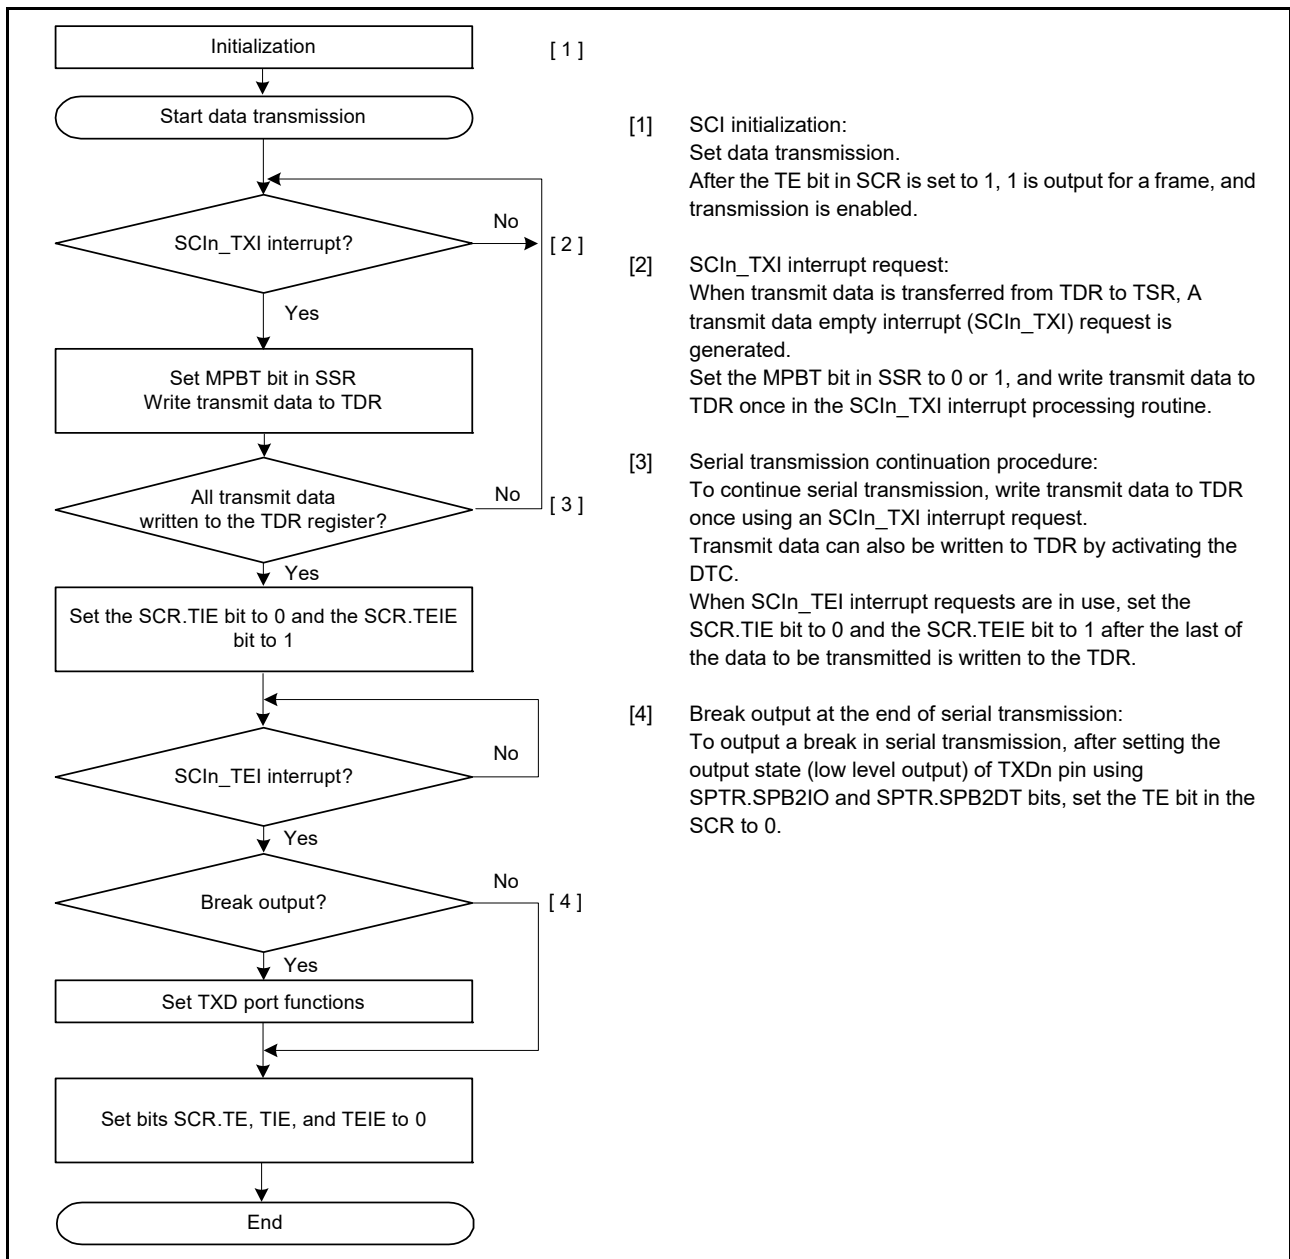 Initialization
[ 1 ]
Start data transmission
SCIn_TXI interrupt?
No
[ 2 ]
Yes
Set MPBT bit in SSR
Write transmit data to TDR
All transmit data
written to the TDR register?
No
[ 3 ]
Yes
Set the SCR.TIE bit to 0 and the SCR.TEIE
bit to 1
SCIn_TEI interrupt?
No
Yes
Break output?
No
[ 4 ]
Yes
Set TXD port functions
Set bits SCR.TE, TIE, and TEIE to 0
End
[1] SCI initialization:
Set data transmission.
After the TE bit in SCR is set to 1, 1 is output for a frame, and
transmission is enabled.
[2] SCIn_TXI interrupt request:
When transmit data is transferred from TDR to TSR, A
transmit data empty interrupt (SCIn_TXI) request is
generated.
Set the MPBT bit in SSR to 0 or 1, and write transmit data to
TDR once in the SCIn_TXI interrupt processing routine.
[3] Serial transmission continuation procedure:
To continue serial transmission, write transmit data to TDR
once using an SCIn_TXI interrupt request.
Transmit data can also be written to TDR by activating the
DTC.
When SCIn_TEI interrupt requests are in use, set the
SCR.TIE bit to 0 and the SCR.TEIE bit to 1 after the last of
the data to be transmitted is written to the TDR.
[4] Break output at the end of serial transmission:
To output a break in serial transmission, after setting the
output state (low level output) of TXDn pin using
SPTR.SPB2IO and SPTR.SPB2DT bits, set the TE bit in the
SCR to 0.